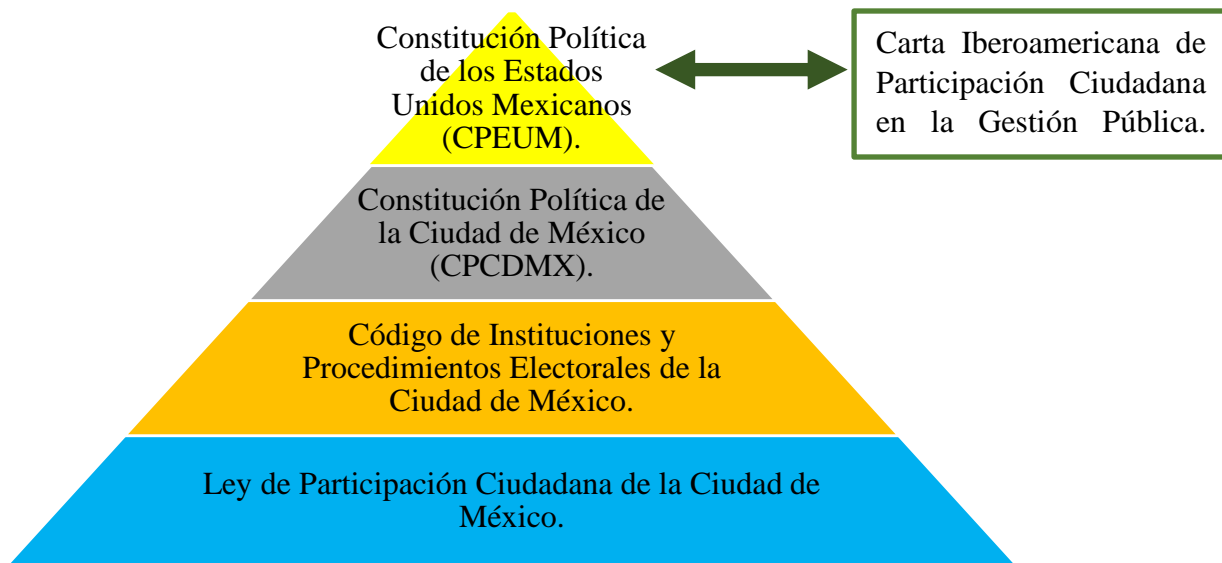 Constitución Política
de los Estados
Unidos Mexicanos
(CPEUM).
Carta Iberoamericana de
Participación Ciudadana
en la Gestión Pública.
Constitución Política de
la Ciudad de México
(CPCDMX).
Código de Instituciones y
Procedimientos Electorales de la
Ciudad de México.
Ley de Participación Ciudadana de la Ciudad de
México.